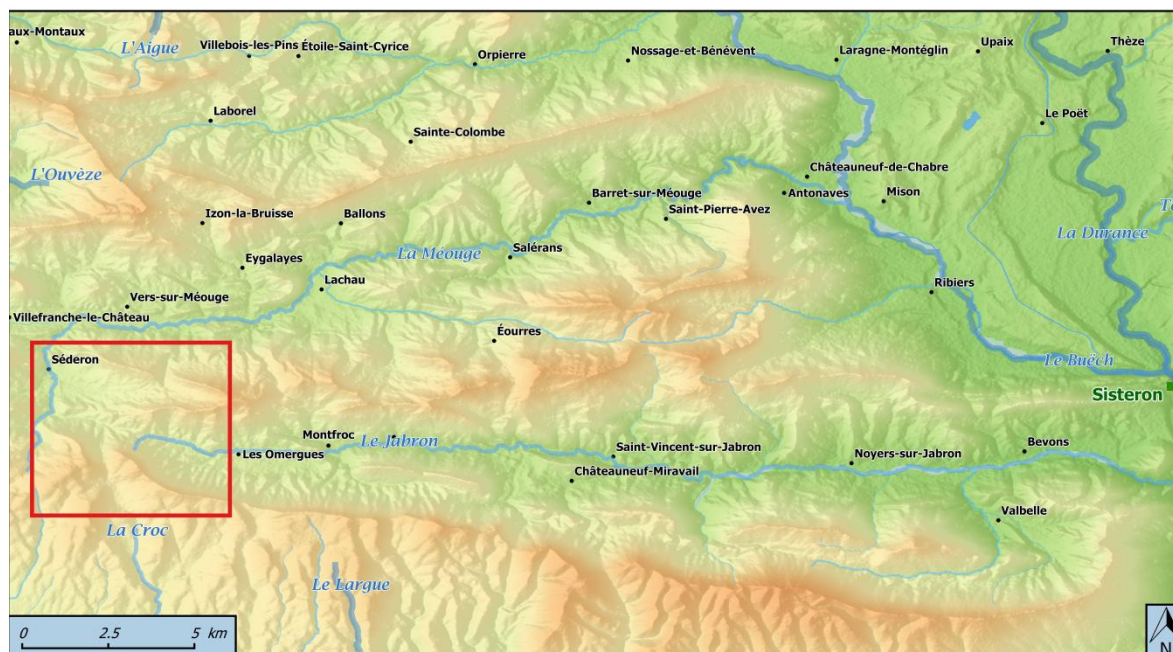 aux-Montaux
L'Aigue
Villebois-les-Pins
Étoile-Saint-Cyrice
Orpierre
Nossage-et-Bénévent
Laragne-Montéglin
Upaix
Thèze
Laborel
Sainte-Colombe
Le Poët
L'Ouvèze
Châteauneuf-de-Chabre
Izon-la-Bruisse
Ballons
Barret-sur-Méouge
Saint-Pierre-Avez
Antonaves
Mison
La Durance
La Méouge
Salérans
Eygalayes
Lachau
Ribiers
Vers-sur-Méouge
Villefranche-le-Château
Éourres
Séderon
Le Buëch
Sisteron
Montfroc
Le Jabron
Les Omergues
Saint-Vincent-sur-Jabron
Noyers-sur-Jabron
Bevons
Châteauneuf-Miravail
La Croc
Valbelle
Le Largue
0 2.5 5 km
N